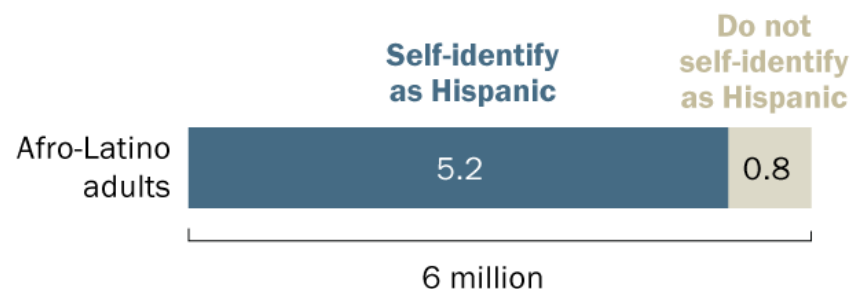 Self-identify
as Hispanic
Do not
self-identify
as Hispanic
Afro-Latino
adults
5.2
0.8
6 million